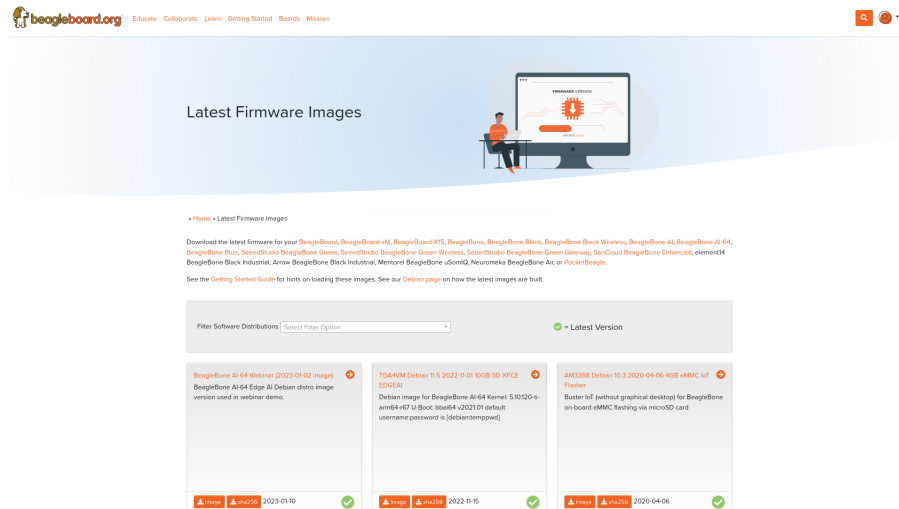 beagleboard.org
Educate Collaborate Learn Getting Started Boards Mission
FIRMWARE VERSION
Latest Firmware Images
» Home » Latest Firmware Images
Download the latest firmware for your BeagleBoard, BeagleBoard-xM, BeagleBoard-X15, BeagleBone, BeagleBone Black, BeagleBone Black Wireless, BeagleBone AI, BeagleBone AI-64,
BeagleBone Blue, SeeedStudio BeagleBone Green, SeeedStudio BeagleBone Green Wireless, SeeedStudio BeagleBone Green Gateway, SanCloud BeagleBone Enhanced, element14
BeagleBone Black Industrial, Arrow BeagleBone Black Industrial, Mentorel BeagleBone uSomIQ, Neuromeka BeagleBone Air, or PocketBeagle.
See the Getting Started Guide for hints on loading these images. See our Debian page on how the latest images are built.
Filter Software Distributions Select Filter Option = Latest Version
BeagleBone AI-64 Webinar (2023-01-02 image)
BeagleBone AI-64 Edge AI Debian distro image
version used in webinar demo.
Image sha256 2023-01-10
TDA4VM Debian 11.5 2022-11-01 10GB SD XFCE
EDGEAI
Debian image for BeagleBone AI-64 Kernel: 5.10.120-ti-
arm64-r67 U-Boot: bbai64 v2021.01 default
username:password is [debian:temppwd]
Image sha256 2022-11-15
AM3358 Debian 10.3 2020-04-06 4GB eMMC IoT
Flasher
Buster IoT (without graphical desktop) for BeagleBone
on-board eMMC flashing via microSD card
Image sha256 2020-04-06